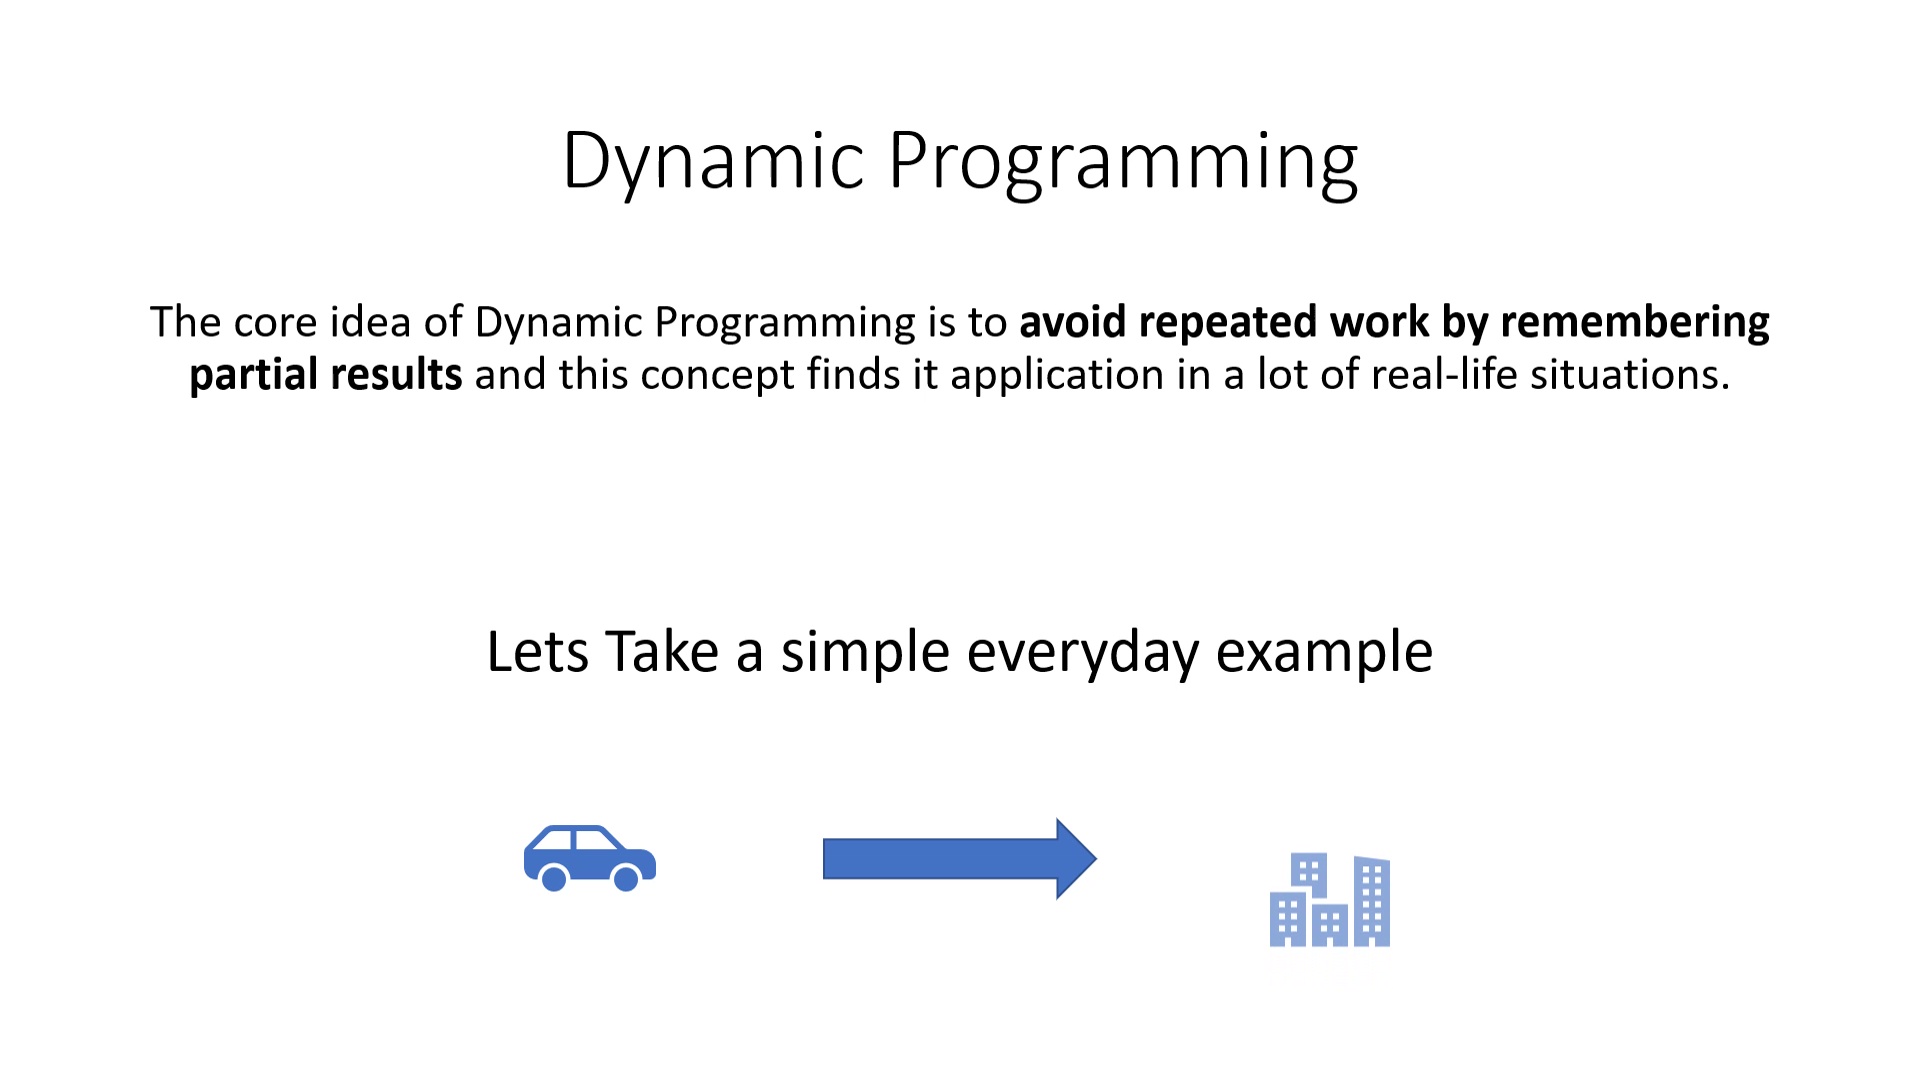 Dynamic Programming
The core idea of Dynamic Programming is to avoid repeated work by remembering
partial results and this concept finds it application in a lot of real-life situations.
Lets Take a simple everyday example